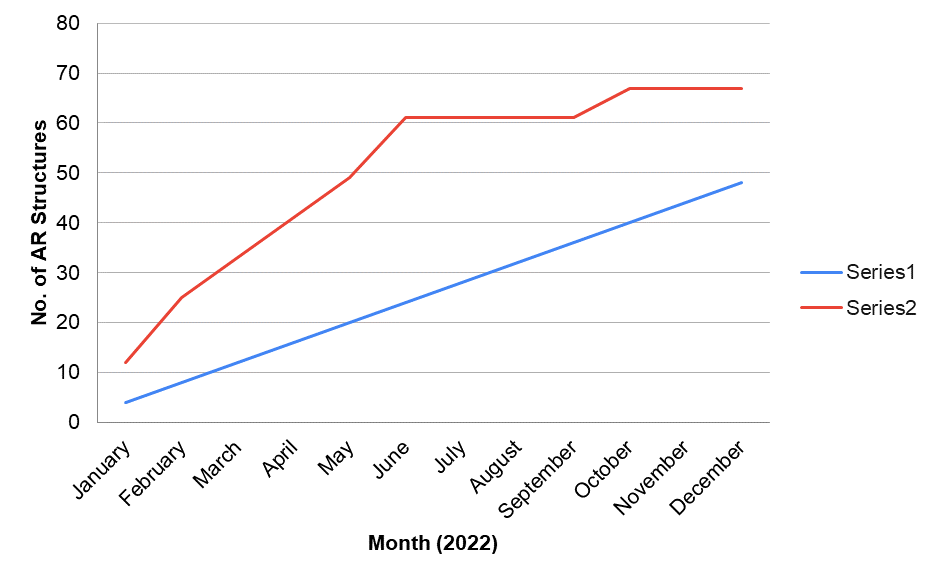 80
70
60
50
40
30
20
10
0
No. of AR Structures
January
February
March
April
May
June
July
August
September
October
November
December
Month (2022)
Series1
Series2